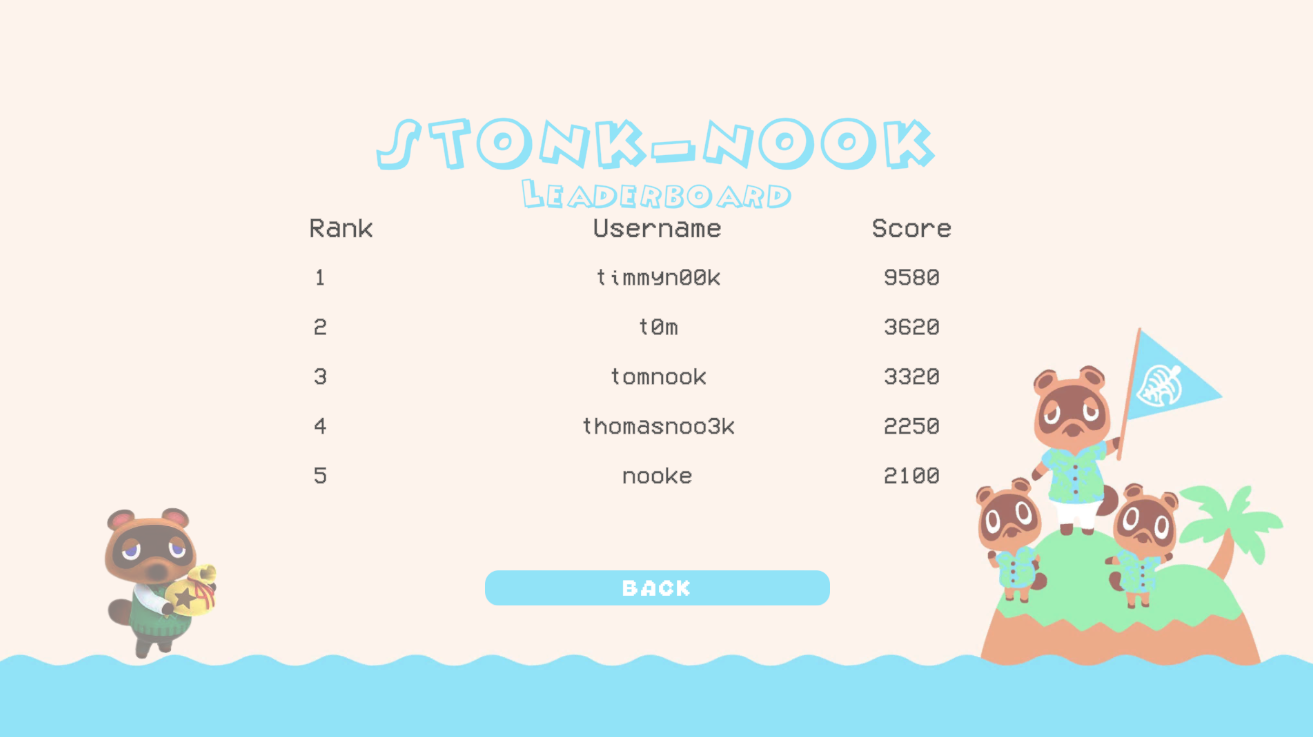 STONK-NOOK
LEADERBOARD
Rank Username Score
1 timmyn00k 9580
2 t0m 3620
3 tomnook 3320
4 thomasnoo3k 2250
5 nooke 2100
BACK